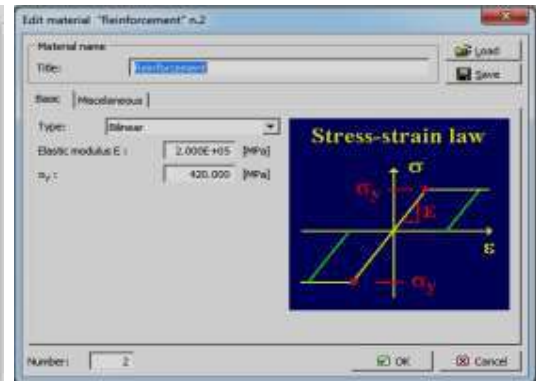 Edit material "Reinforcement" n.2
Material name
Title: Reinforcement
Load
Save
Basic Miscellaneous
Type: Bilinear
Elastic modulus E : 2.000E+05 [MPa]
σy : 420.000 [MPa]
Stress-strain law
σ
σy
E
ε
σy
Number: 2
OK Cancel